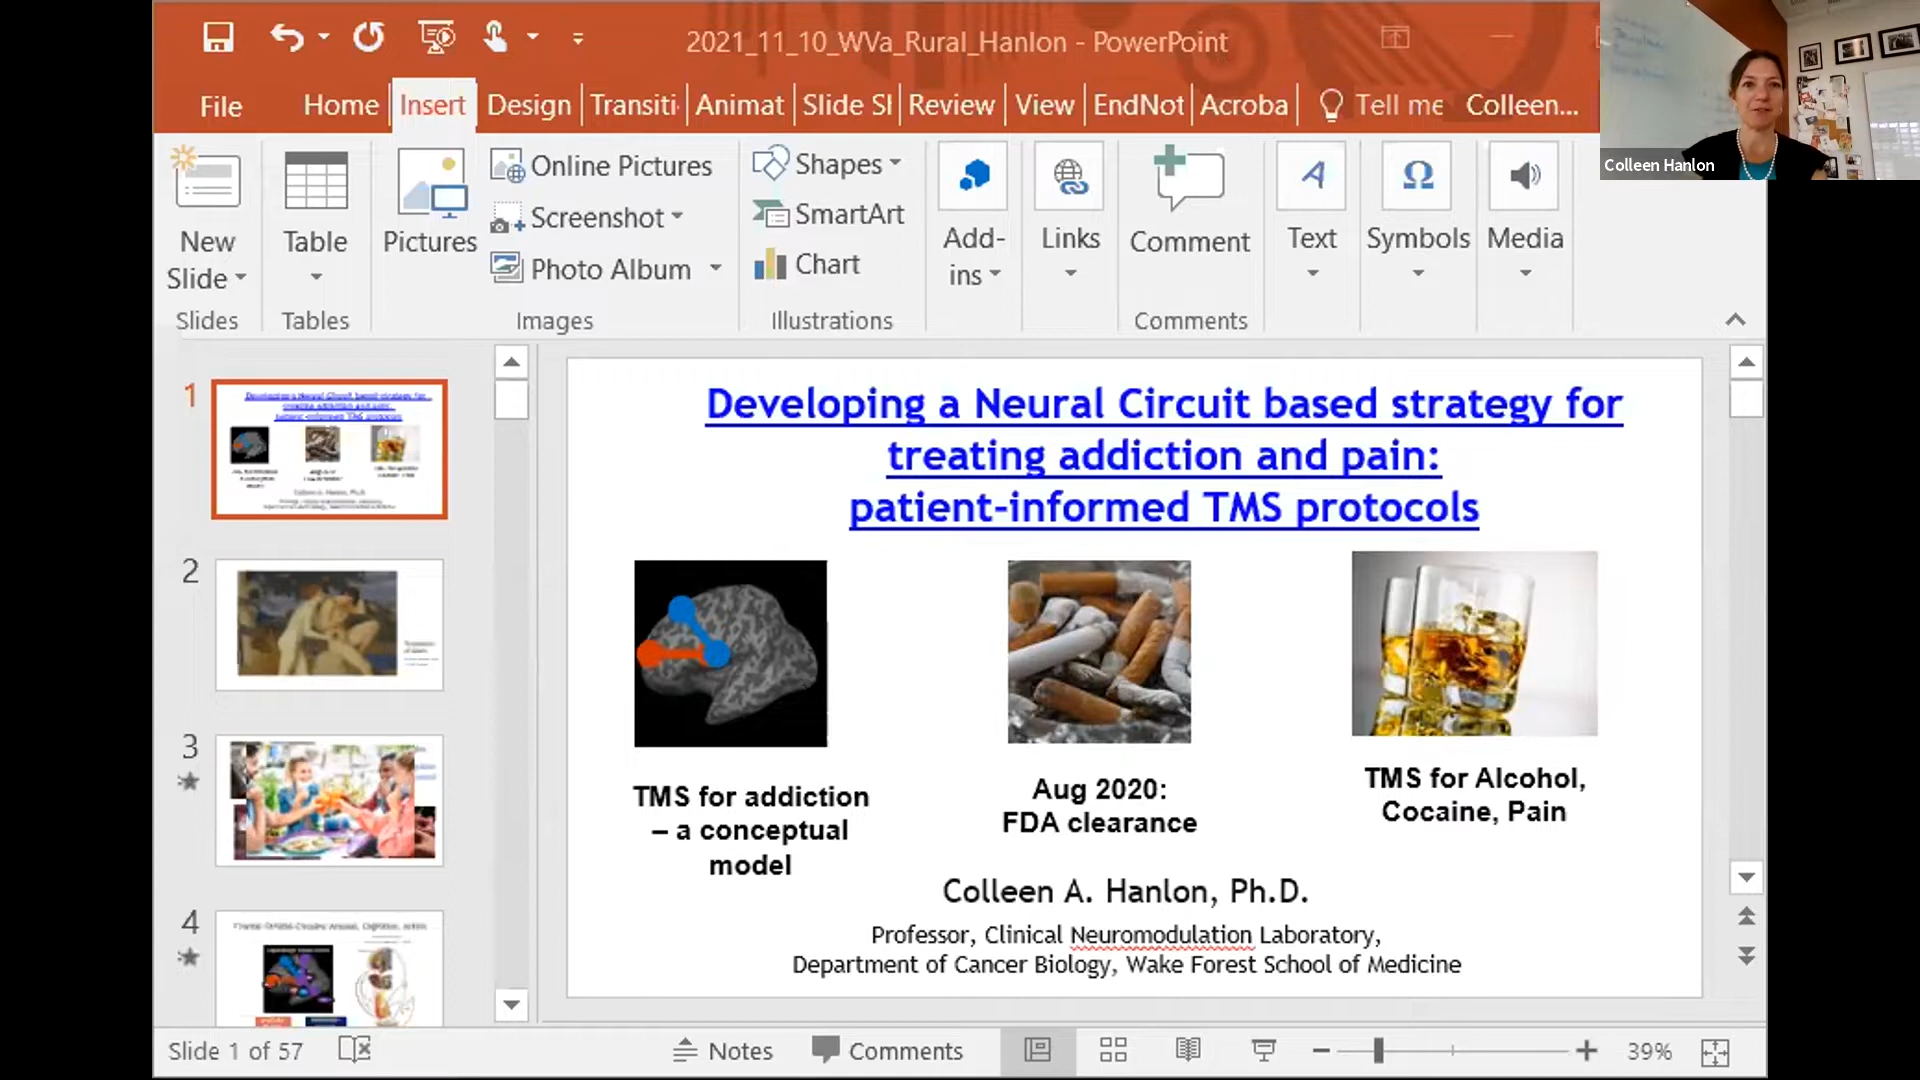 2021_11_10_WVa_Rural_Hanlon - PowerPoint
File Home Insert Design Transiti Animat Slide Sl Review View EndNot Acroba Tell me Colleen...
Colleen Hanlon
New Slide
Table
Pictures
Online Pictures
Screenshot
Photo Album
Shapes
SmartArt
Chart
Add-ins
Links
Comment
Text
Symbols
Media
Slides
Tables
Images
Illustrations
Comments
1
2
3
4
Developing a Neural Circuit based strategy for
treating addiction and pain:
patient-informed TMS protocols
TMS for addiction
– a conceptual
model
Aug 2020:
FDA clearance
TMS for Alcohol,
Cocaine, Pain
Colleen A. Hanlon, Ph.D.
Professor, Clinical Neuromodulation Laboratory,
Department of Cancer Biology, Wake Forest School of Medicine
Slide 1 of 57
Notes
Comments
39%